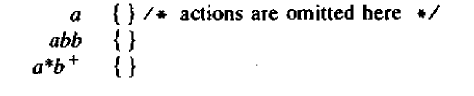 a { } /* actions are omitted here */
abb { }
a*b+ { }